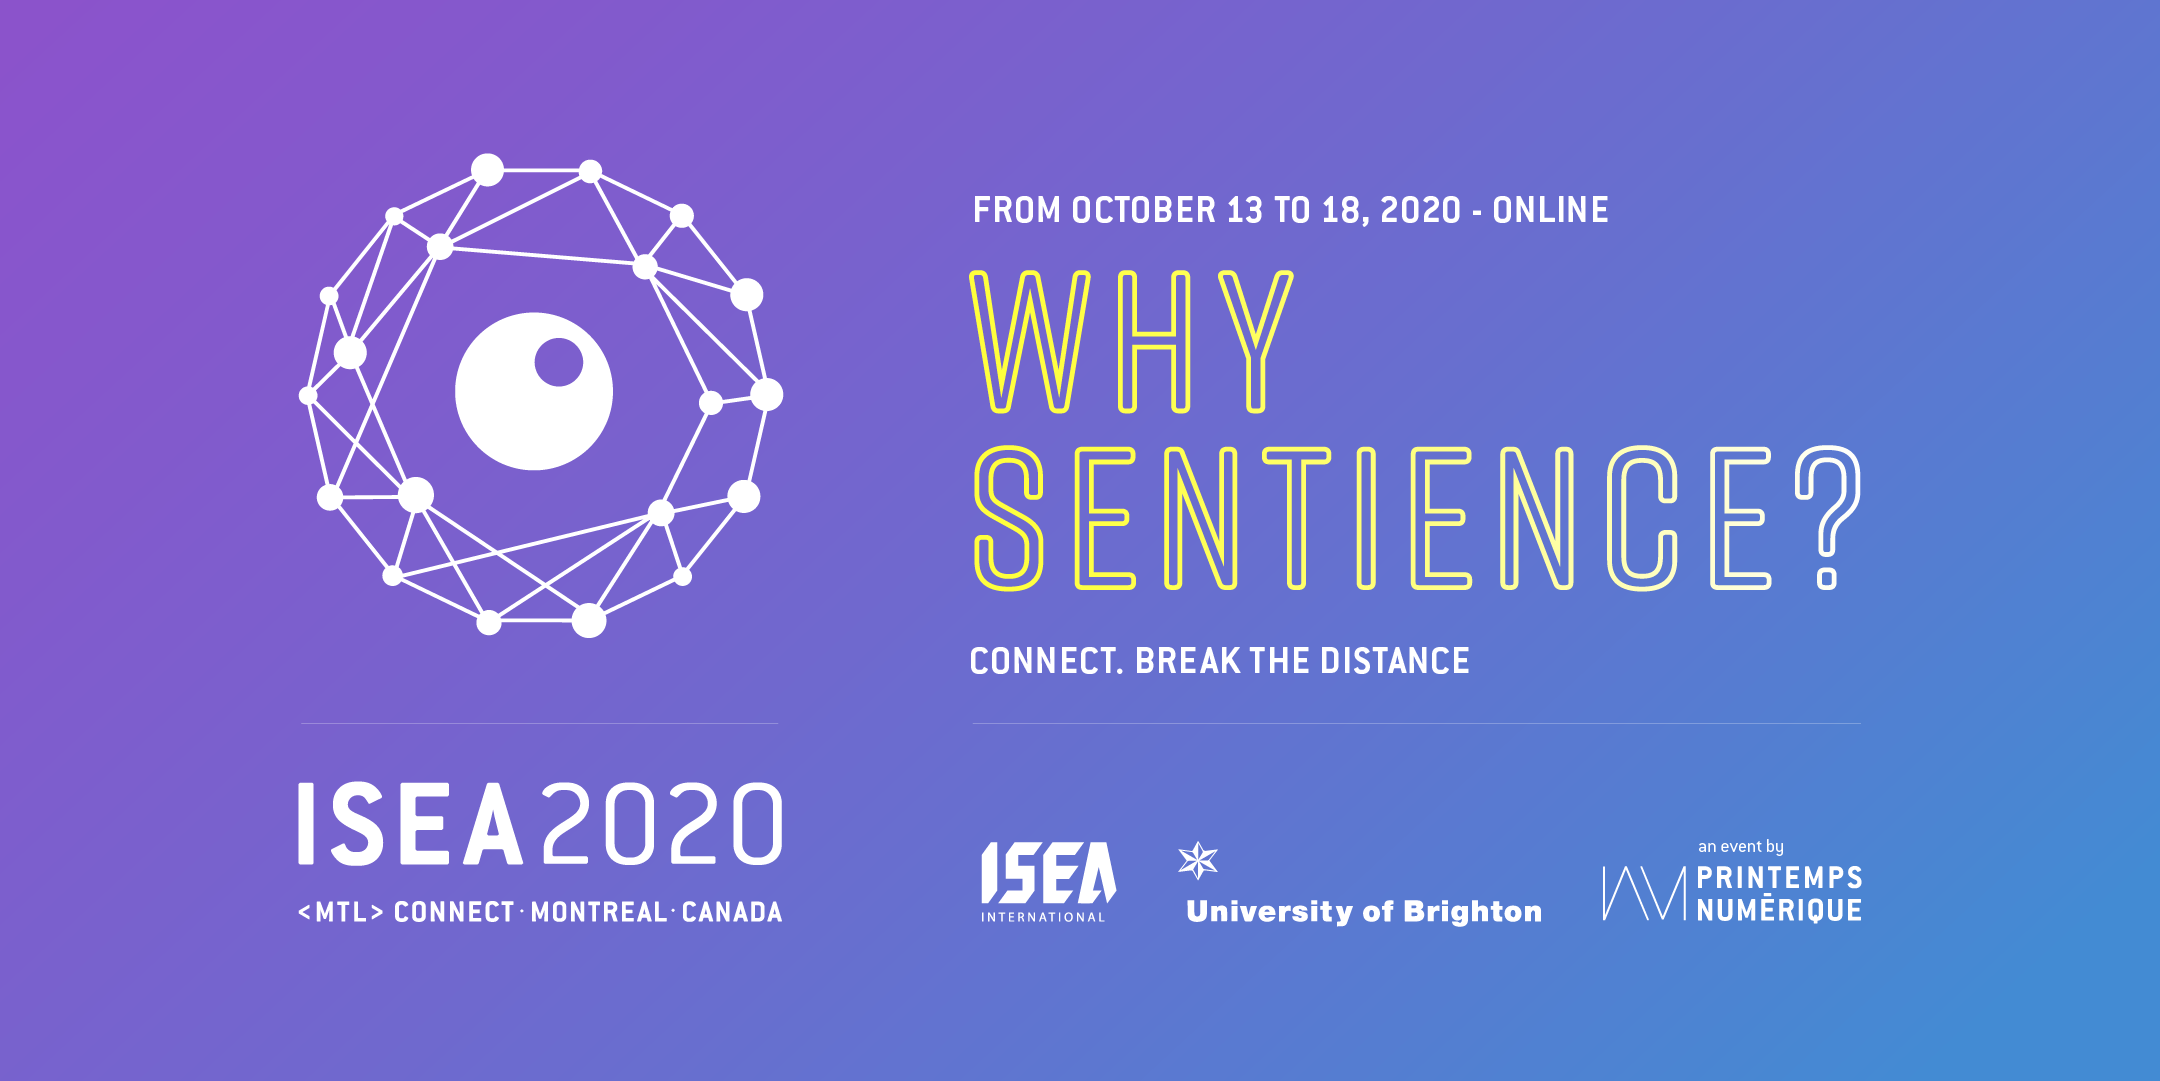 FROM OCTOBER 13 TO 18, 2020 - ONLINE
WHY
SENTIENCE?
CONNECT. BREAK THE DISTANCE
ISEA2020
<MTL> CONNECT · MONTREAL · CANADA
ISEA
INTERNATIONAL
University of Brighton
an event by
PRINTEMPS
NUMĒRIQUE